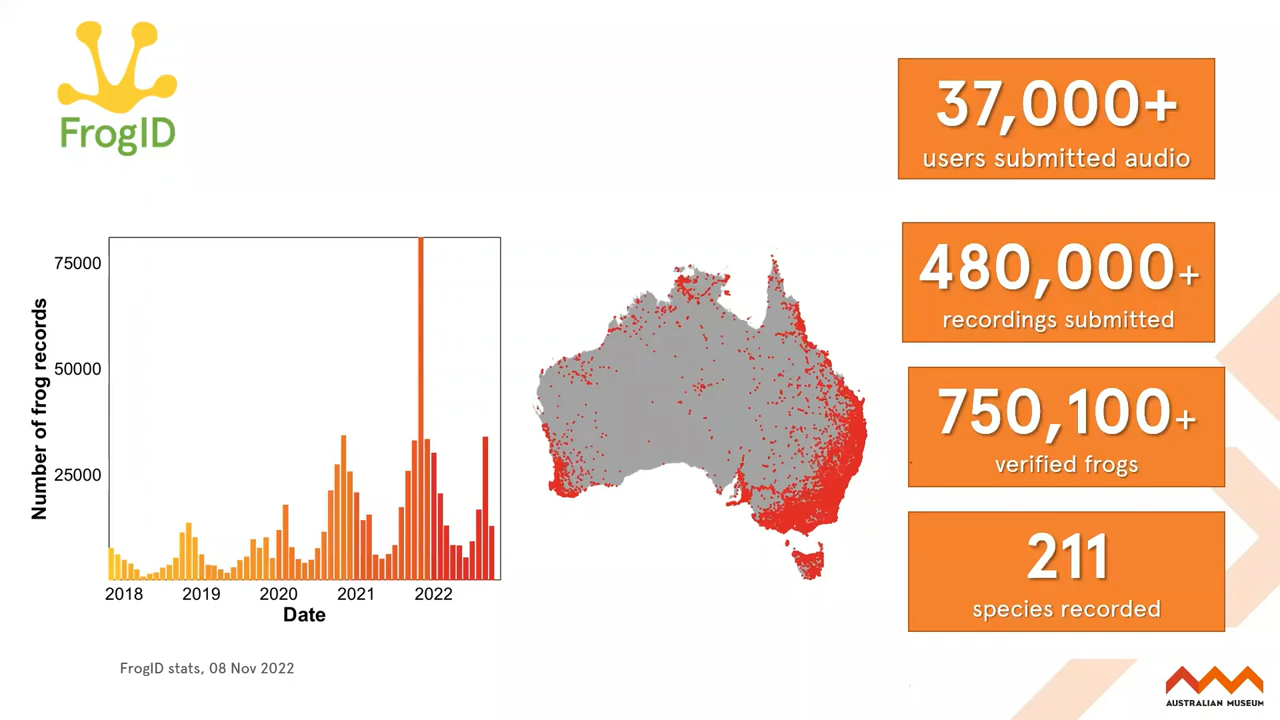 FrogID
37,000+
users submitted audio
480,000+
recordings submitted
750,100+
verified frogs
211
species recorded
Number of frog records
75000
50000
25000
2018 2019 2020 2021 2022
Date
FrogID stats, 08 Nov 2022
AUSTRALIAN MUSEUM